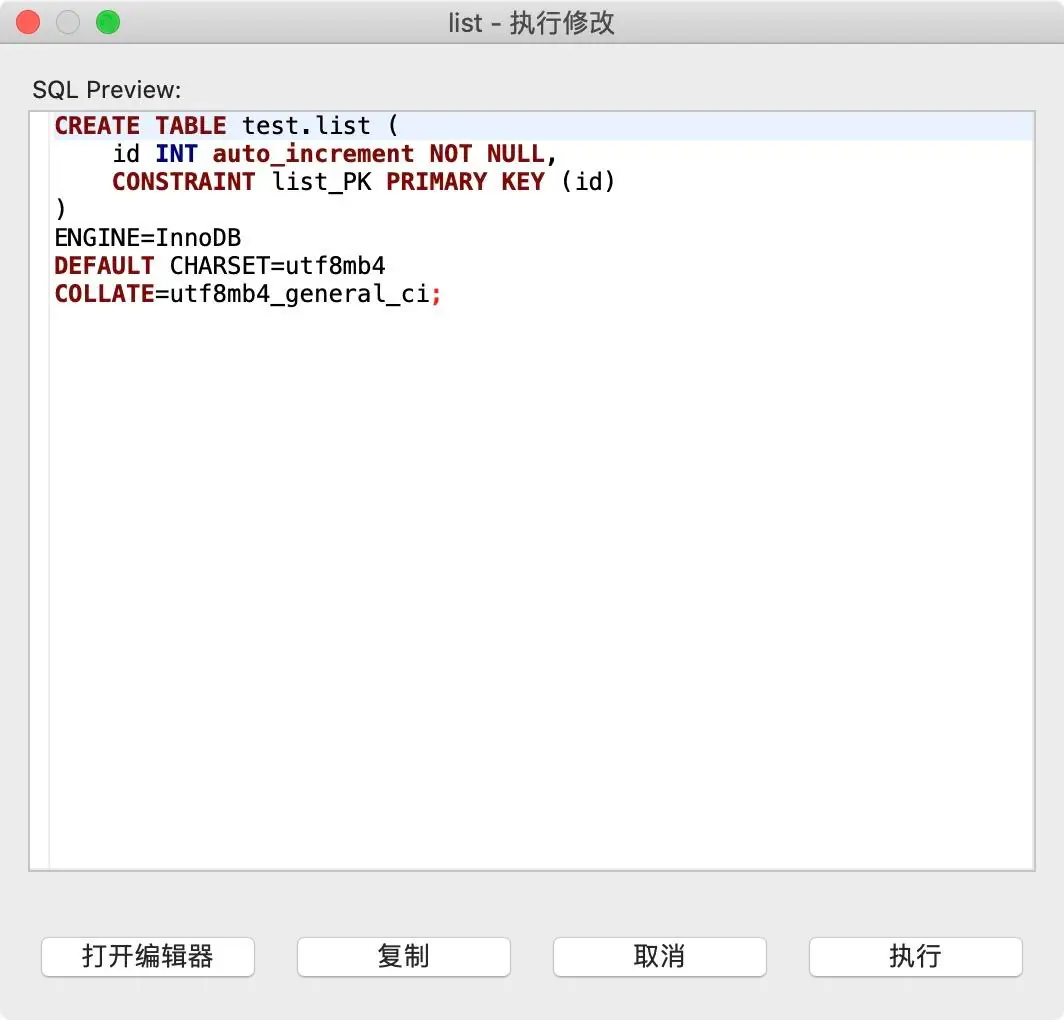 list - 执行修改
SQL Preview:
CREATE TABLE test.list (
    id INT auto_increment NOT NULL,
    CONSTRAINT list_PK PRIMARY KEY (id)
)
ENGINE=InnoDB
DEFAULT CHARSET=utf8mb4
COLLATE=utf8mb4_general_ci;
打开编辑器
复制
取消
执行